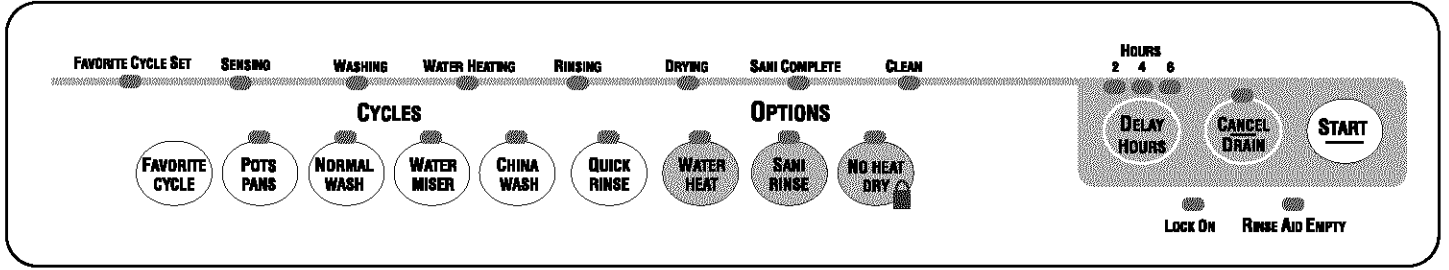 HOURS
FAVORITE CYCLE SET SENSING WASHING WATER HEATING RINSING DRYING SANI COMPLETE CLEAN 2 4 6
CYCLES OPTIONS
FAVORITE CYCLE
POTS PANS
NORMAL WASH
WATER MISER
CHINA WASH
QUICK RINSE
WATER HEAT
SANI RINSE
NO HEAT DRY
DELAY HOURS
CANCEL DRAIN
START
LOCK ON RINSE AID EMPTY